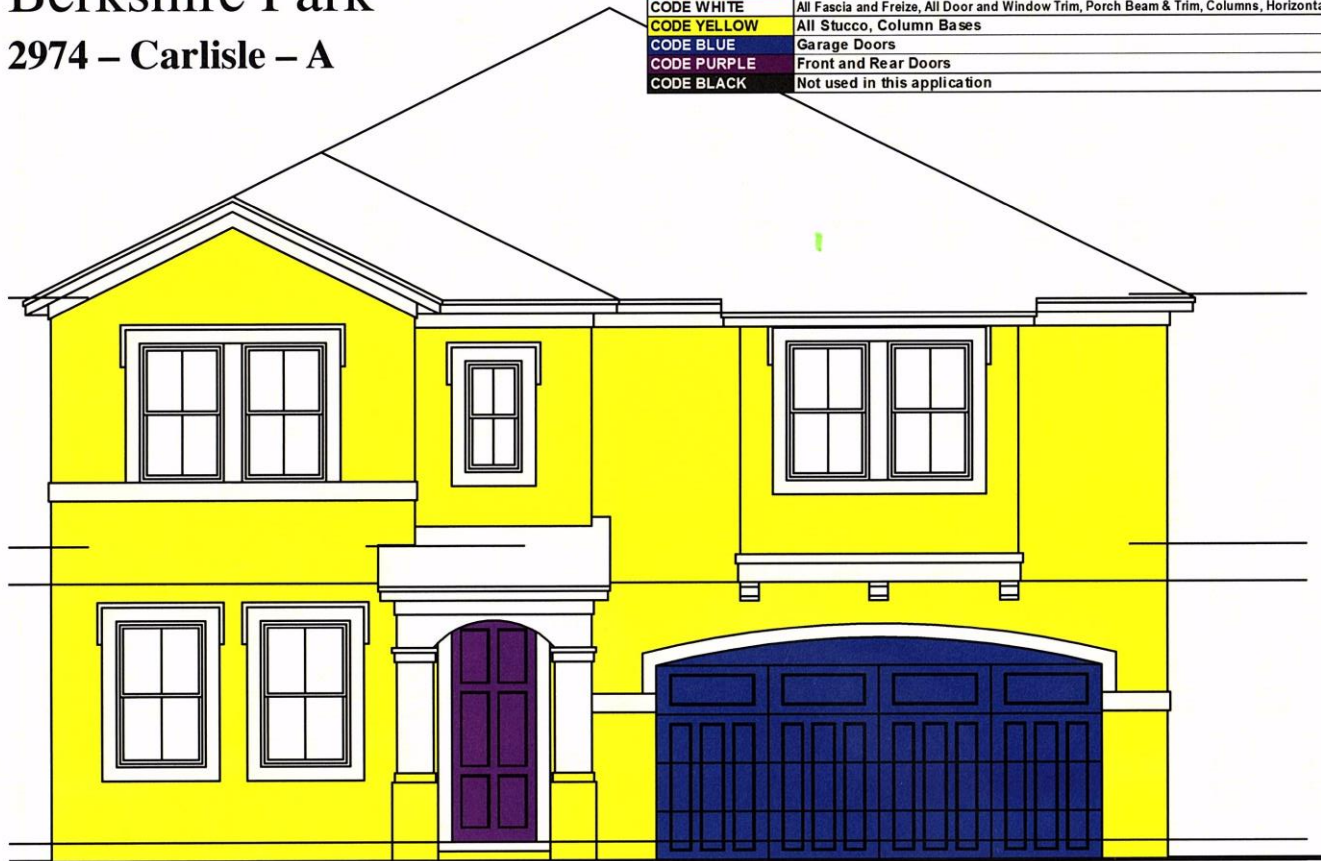 Berkshire Park
2974 – Carlisle – A
CODE WHITE All Fascia and Freize, All Door and Window Trim, Porch Beam & Trim, Columns, Horizonta
CODE YELLOW All Stucco, Column Bases
CODE BLUE Garage Doors
CODE PURPLE Front and Rear Doors
CODE BLACK Not used in this application